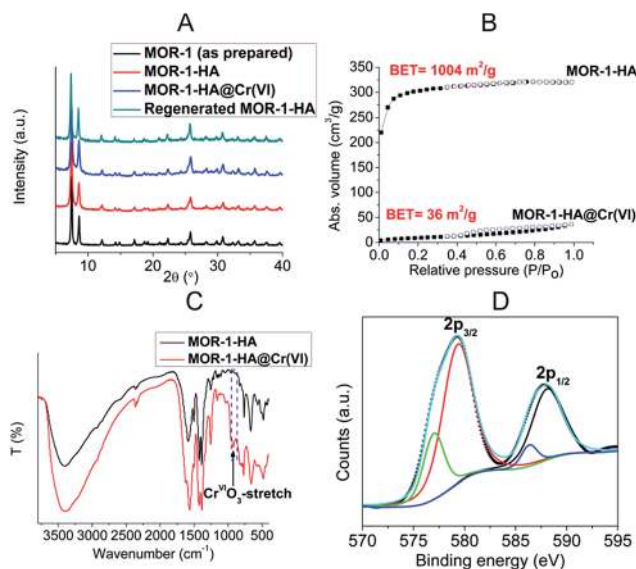 A
MOR-1 (as prepared)
MOR-1-HA
MOR-1-HA@Cr(VI)
Regenerated MOR-1-HA
Intensity (a.u.)
10 20 30 40
2θ (°)
B
350
300
250
200
150
100
50
0
BET= 1004 m²/g
MOR-1-HA
BET= 36 m²/g
MOR-1-HA@Cr(VI)
Abs. volume (cm³/g)
0.0 0.2 0.4 0.6 0.8 1.0
Relative pressure (P/Po)
C
MOR-1-HA
MOR-1-HA@Cr(VI)
T (%)
Cr^VI O₃-stretch
3500 3000 2500 2000 1500 1000 500
Wavenumber (cm⁻¹)
D
2p3/2
2p1/2
Counts (a.u.)
570 575 580 585 590 595
Binding energy (eV)